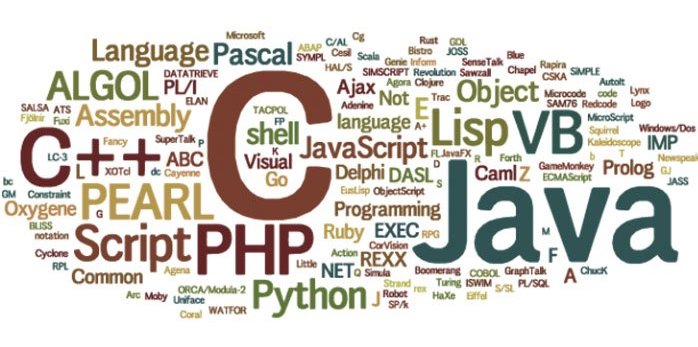 Microsoft
Cg
Rust
GDL
Language
Pascal
ABAP
C/AL
Cesil
Bistro
JOSS
SYMPL
Scala
Genie
Inform
SenseTalk
Blue
HAL/S
SIMSCRIPT
Revolution
Sawzall
Chapel
Rapira
CSKA
SiMPLE
ALGOL
DATATRIEVE
PL/I
Ajax
Agora
Clojure
Object
AutoIt
ELAN
Adenine
Not
E
Trac
Microcode
code
Lynx
SAM76
Redcode
Logo
SALSA
ATS
Fjölnir
Fuxi
Assembly
C
TACPOL
FP
shell
language
A+
Lisp
VB
MicroScript
Squirrel
Windows/Dos
Kaleidoscope
IMP
C++
LC-3
Fancy
SuperTalk
P
ABC
K
Visual
JavaScript
FL
JavaFX
R
Forth
b
T
Newspeak
L
XOTcl
dc
Cayenne
Go
Delphi
DASL
D
S
Caml
Z
GameMonkey
ECMAScript
Prolog
GJ
JASS
bc
GM
Constraint
EusLisp
ObjectScript
Oxygene
PEARL
G
Programming
Java
BLISS
notation
Script
PHP
Ruby
EXEC
RPG
M
F
Cyclone
RPL
Action
CorVision
REXX
Common
Agena
Little
NET
Q
Simula
Boomerang
COBOL
GraphTalk
A
ChucK
Turing
ISWIM
PL/SQL
Arc
Moby
ORCA/Modula-2
Uniface
Python
J
Strand
rex
Robot
HaXe
Eiffel
S/SL
Coral
WATFOR
SP/k